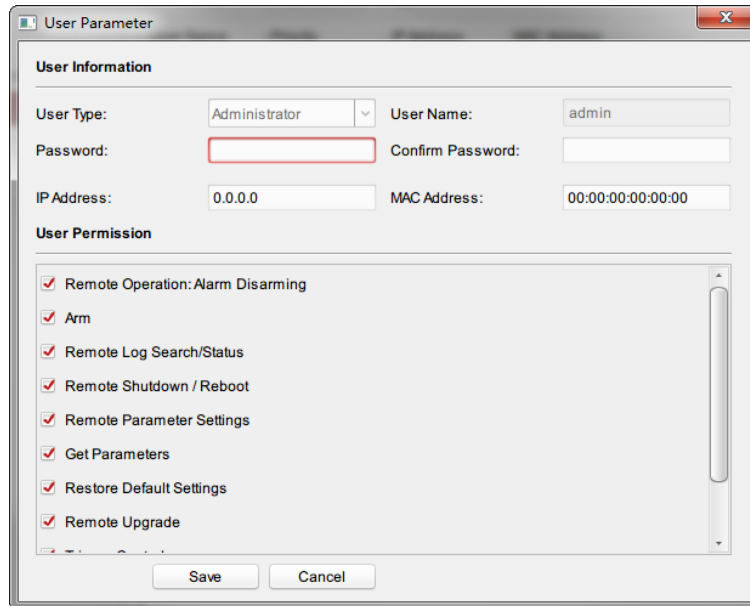 User Parameter
User Information
User Type: Administrator User Name: admin
Password: Confirm Password:
IP Address: 0.0.0.0 MAC Address: 00:00:00:00:00:00
User Permission
Remote Operation: Alarm Disarming
Arm
Remote Log Search/Status
Remote Shutdown / Reboot
Remote Parameter Settings
Get Parameters
Restore Default Settings
Remote Upgrade
Save Cancel